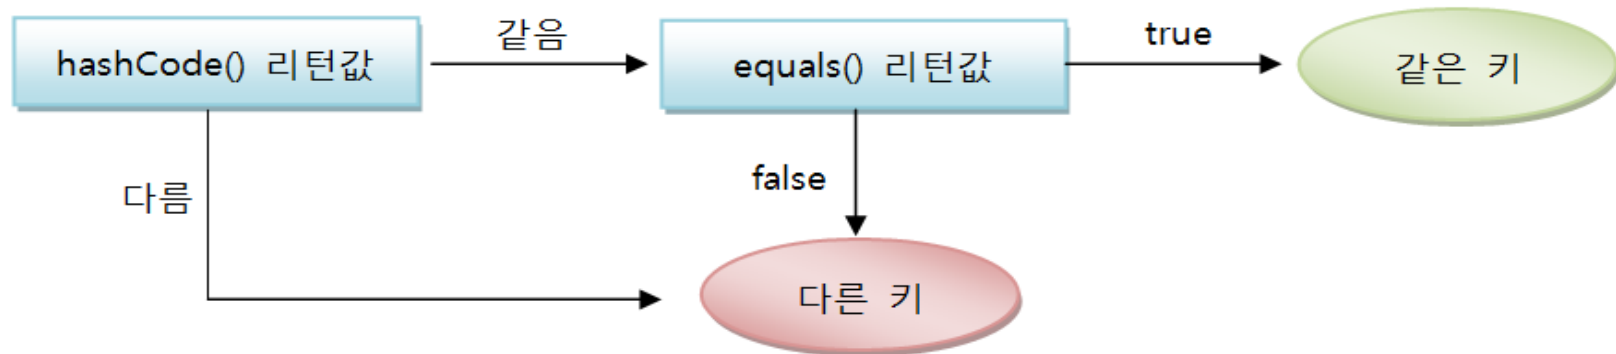 hashCode() 리턴값
같음
equals() 리턴값
true
같은 키
다름
false
다른 키